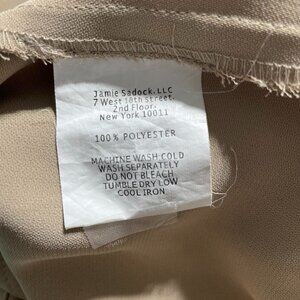 Jamie Sadock, LLC
7 West 18th Street.
2nd Floor.
New York 10011
100% POLYESTER
MACHINE WASH COLD
WASH SEPARATELY
DO NOT BLEACH
TUMBLE DRY LOW
COOL IRON